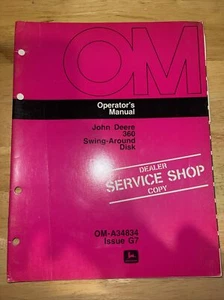 OM
Operator's
Manual
John Deere
360
Swing-Around
Disk
DEALER
SERVICE SHOP
COPY
OM-A34834
Issue G7